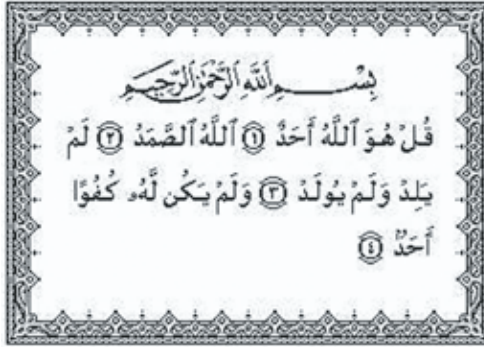 بِسْمِ ٱللَّهِ ٱلرَّحْمَٰنِ ٱلرَّحِيمِ
قُلْ هُوَ ٱللَّهُ أَحَدٌ ١ ٱللَّهُ ٱلصَّمَدُ ٢ لَمْ
يَلِدْ وَلَمْ يُولَدْ ٣ وَلَمْ يَكُن لَّهُۥ كُفُوًا
أَحَدٌۢ ٤